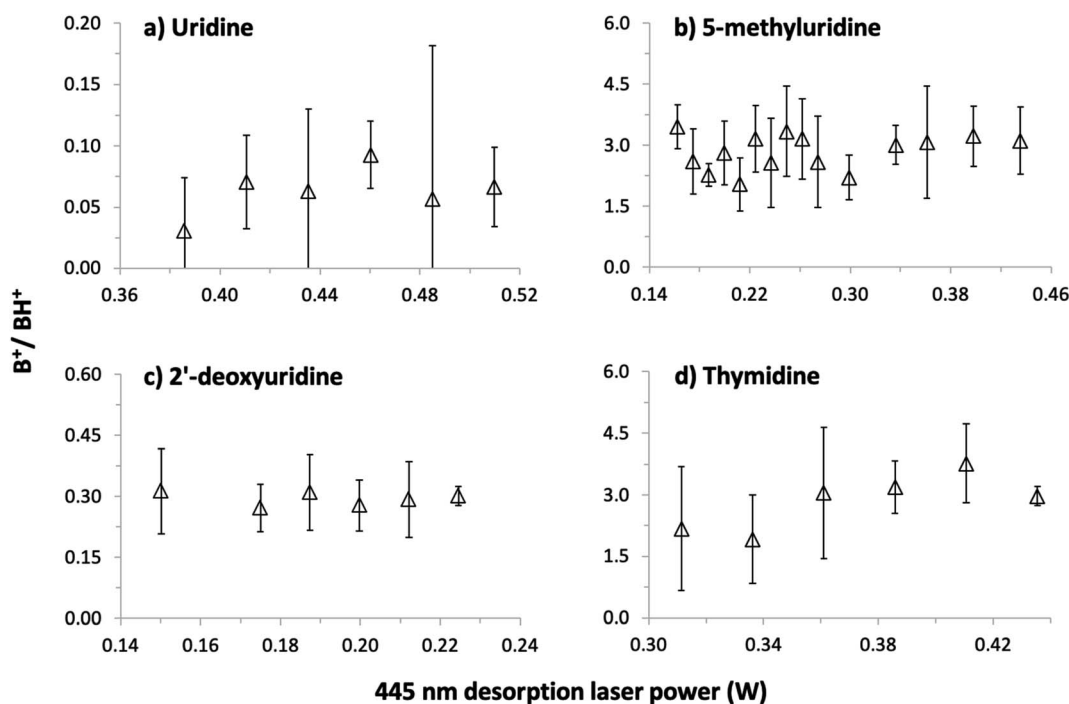 a) Uridine
0.20
0.15
0.10
0.05
0.00
0.36 0.40 0.44 0.48 0.52
b) 5-methyluridine
6.0
4.5
3.0
1.5
0.0
0.14 0.22 0.30 0.38 0.46
B⁺/ BH⁺
c) 2'-deoxyuridine
0.60
0.45
0.30
0.15
0.00
0.14 0.16 0.18 0.20 0.22 0.24
d) Thymidine
6.0
4.5
3.0
1.5
0.0
0.30 0.34 0.38 0.42
445 nm desorption laser power (W)